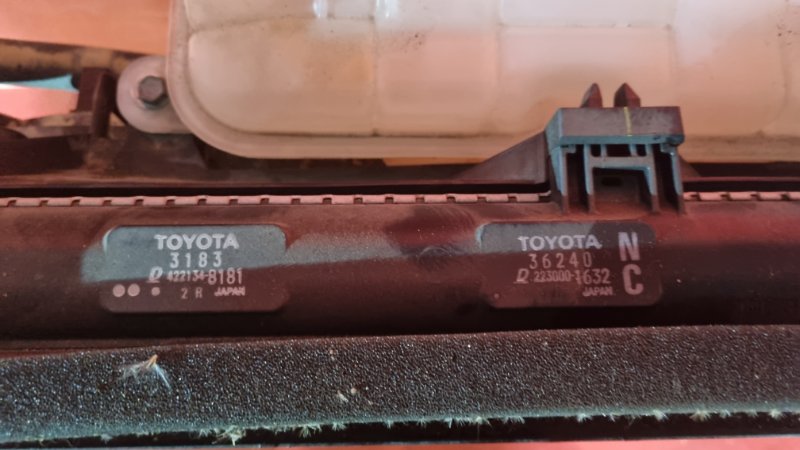 TOYOTA
3183
D 422134-8181
2 R JAPAN
TOYOTA N
36240
D 223000-1632 C
JAPAN